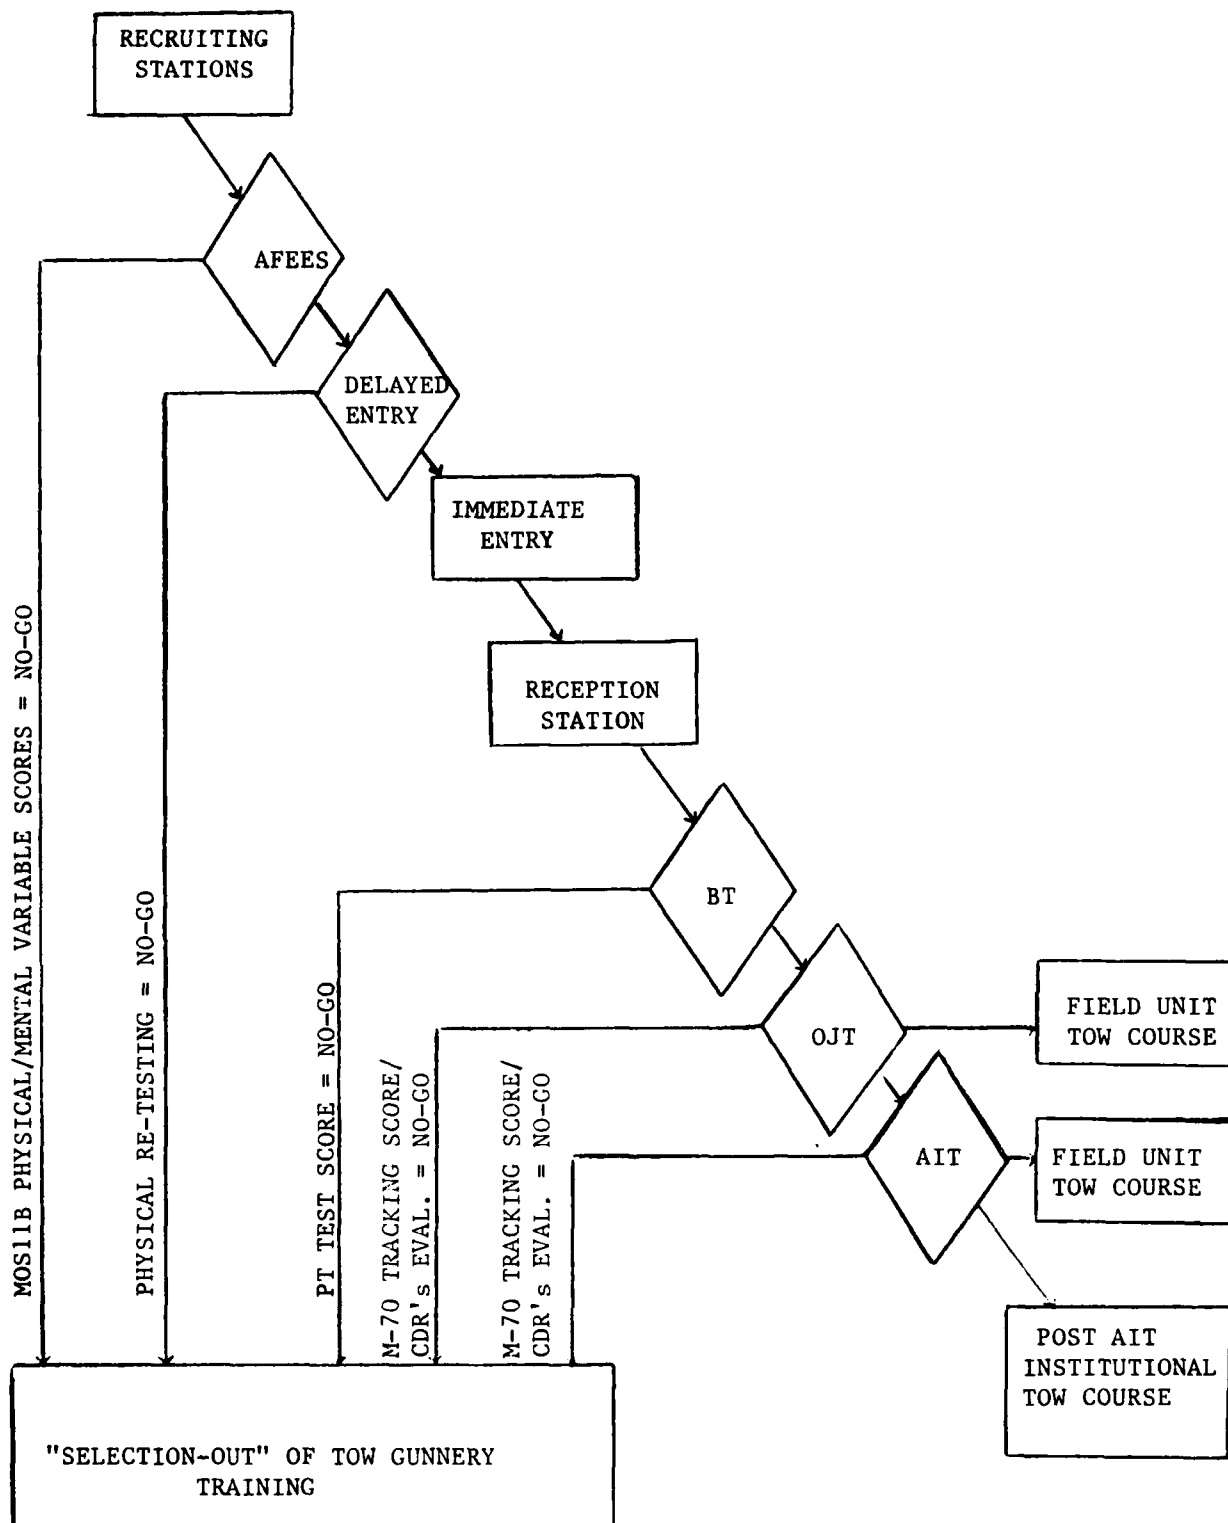 RECRUITING
STATIONS
AFEES
DELAYED
ENTRY
IMMEDIATE
ENTRY
RECEPTION
STATION
BT
OJT
FIELD UNIT
TOW COURSE
AIT
FIELD UNIT
TOW COURSE
POST AIT
INSTITUTIONAL
TOW COURSE
MOS11B PHYSICAL/MENTAL VARIABLE SCORES = NO-GO
PHYSICAL RE-TESTING = NO-GO
PT TEST SCORE = NO-GO
M-70 TRACKING SCORE/
CDR's EVAL. = NO-GO
M-70 TRACKING SCORE/
CDR's EVAL. = NO-GO
"SELECTION-OUT" OF TOW GUNNERY
TRAINING